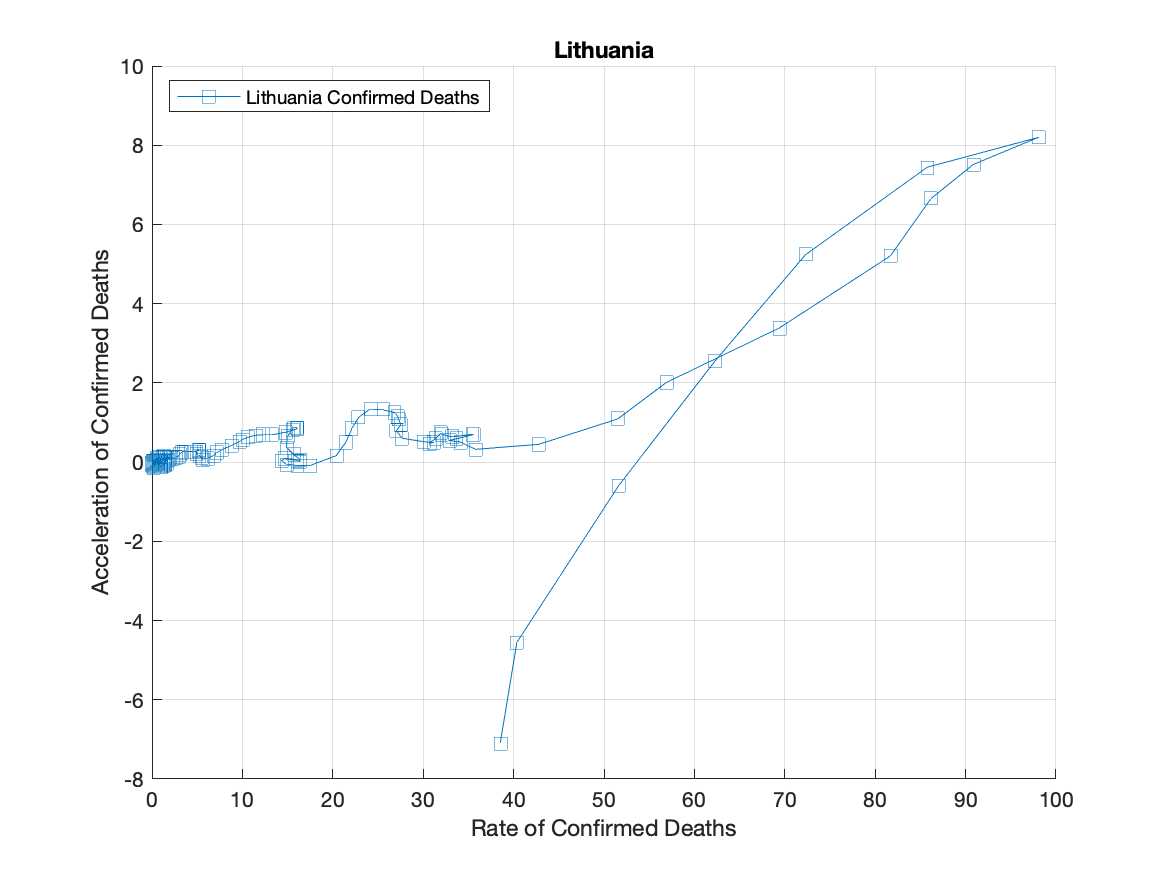 Lithuania
Lithuania Confirmed Deaths
Acceleration of Confirmed Deaths
10
8
6
4
2
0
-2
-4
-6
-8
0 10 20 30 40 50 60 70 80 90 100
Rate of Confirmed Deaths